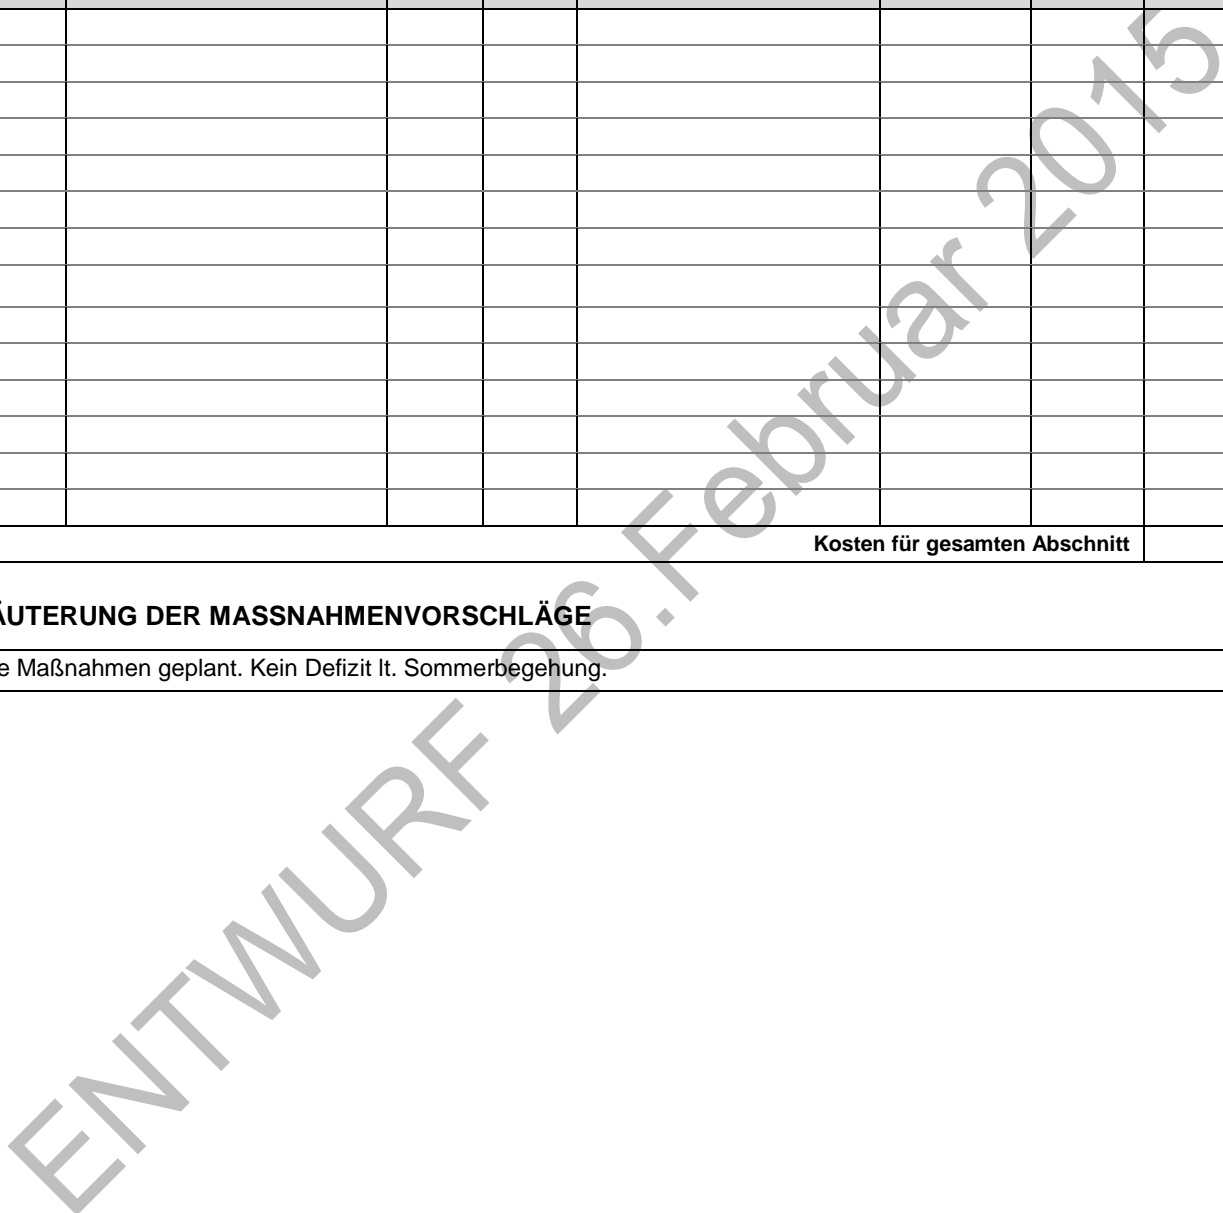 Kosten für gesamten Abschnitt
ÄUTERUNG DER MASSNAHMENVORSCHLÄGE
e Maßnahmen geplant. Kein Defizit lt. Sommerbegehung.
ENTWURF 26.Februar 2015